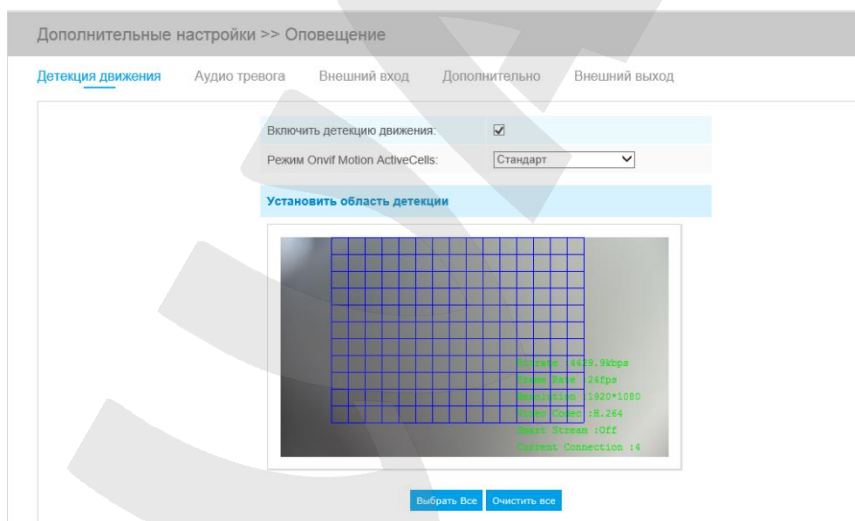 Дополнительные настройки >> Оповещение
Детекция движения Аудио тревога Внешний вход Дополнительно Внешний выход
Включить детекцию движения:
Режим Onvif Motion ActiveCells: Стандарт
Установить область детекции
Bitrate :4429.9kbps
Frame Rate :24fps
Resolution :1920*1080
Video Codec :H.264
Smart Stream :Off
Current Connection :4
Выбрать Все Очистить все